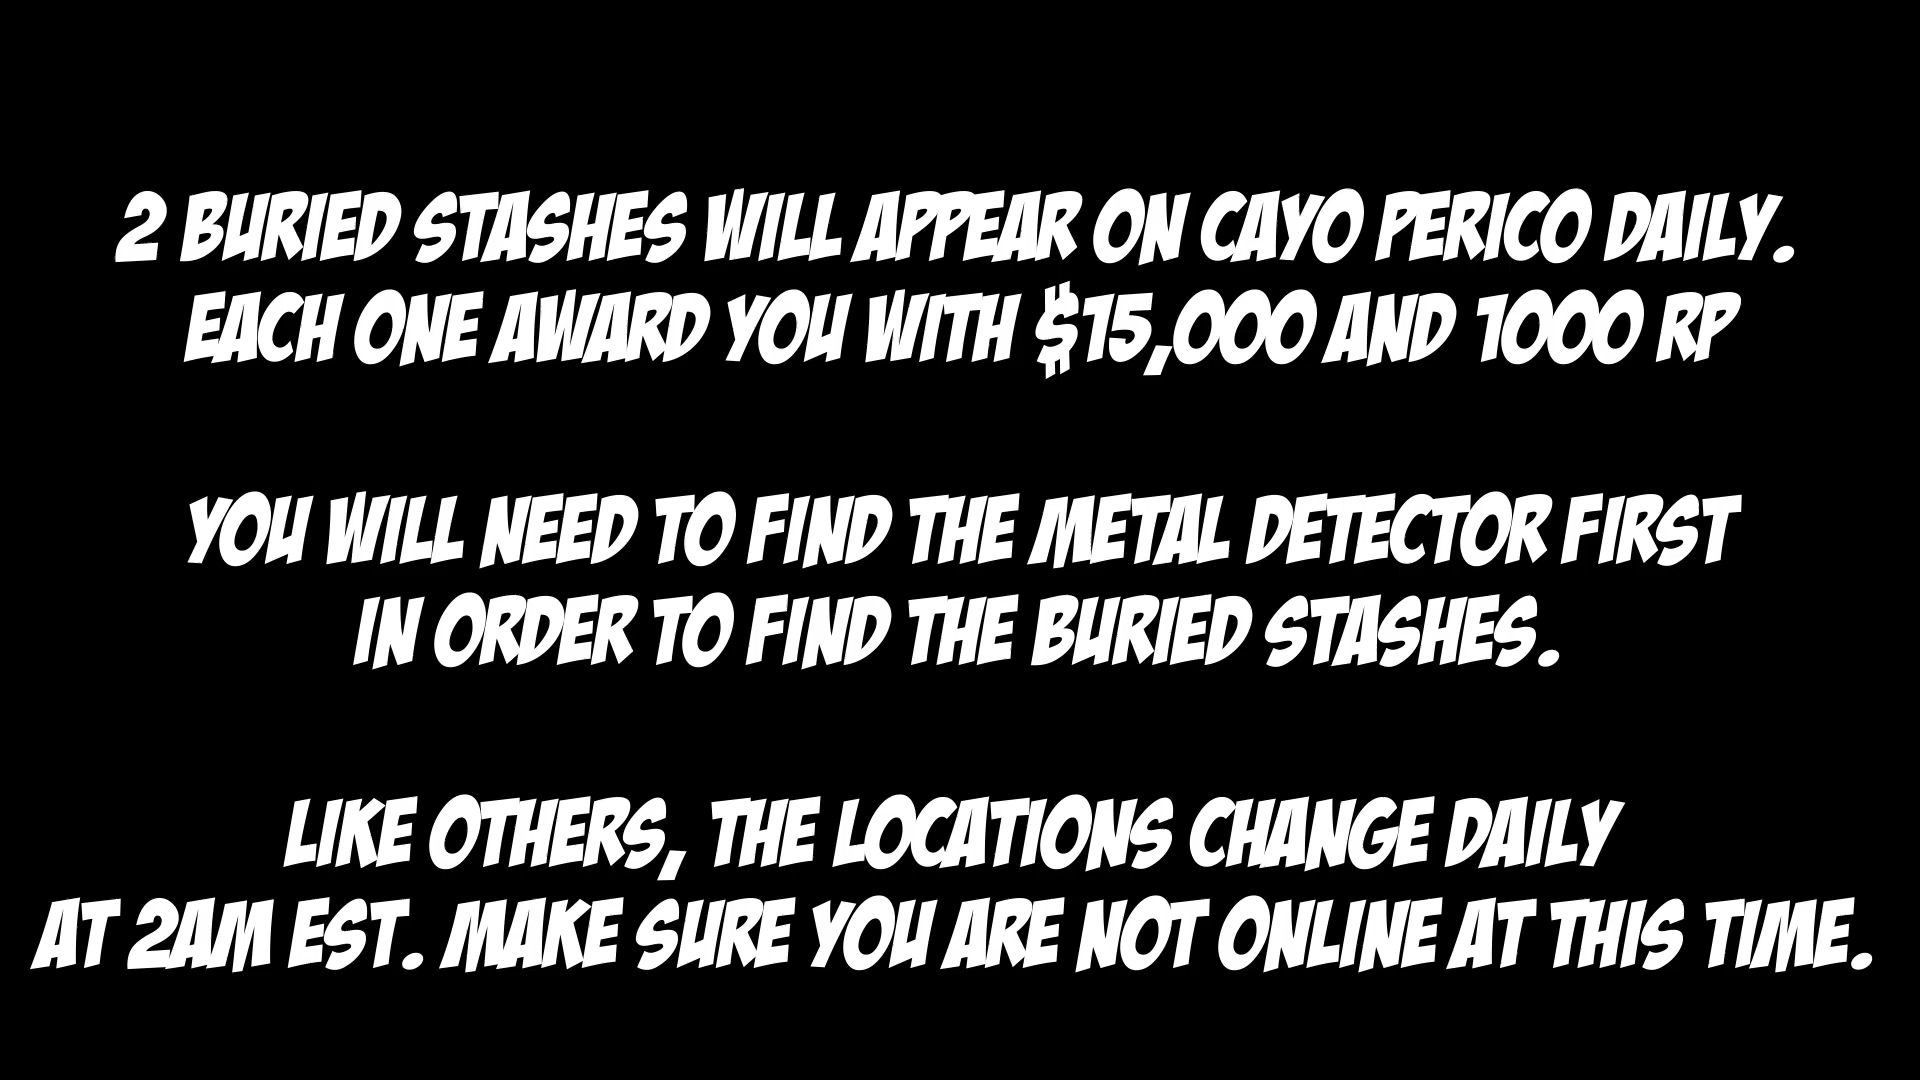 2 BURIED STASHES WILL APPEAR ON CAYO PERICO DAILY.
EACH ONE AWARD YOU WITH $15,000 AND 1000 RP
YOU WILL NEED TO FIND THE METAL DETECTOR FIRST
IN ORDER TO FIND THE BURIED STASHES.
LIKE OTHERS, THE LOCATIONS CHANGE DAILY
AT 2AM EST. MAKE SURE YOU ARE NOT ONLINE AT THIS TIME.